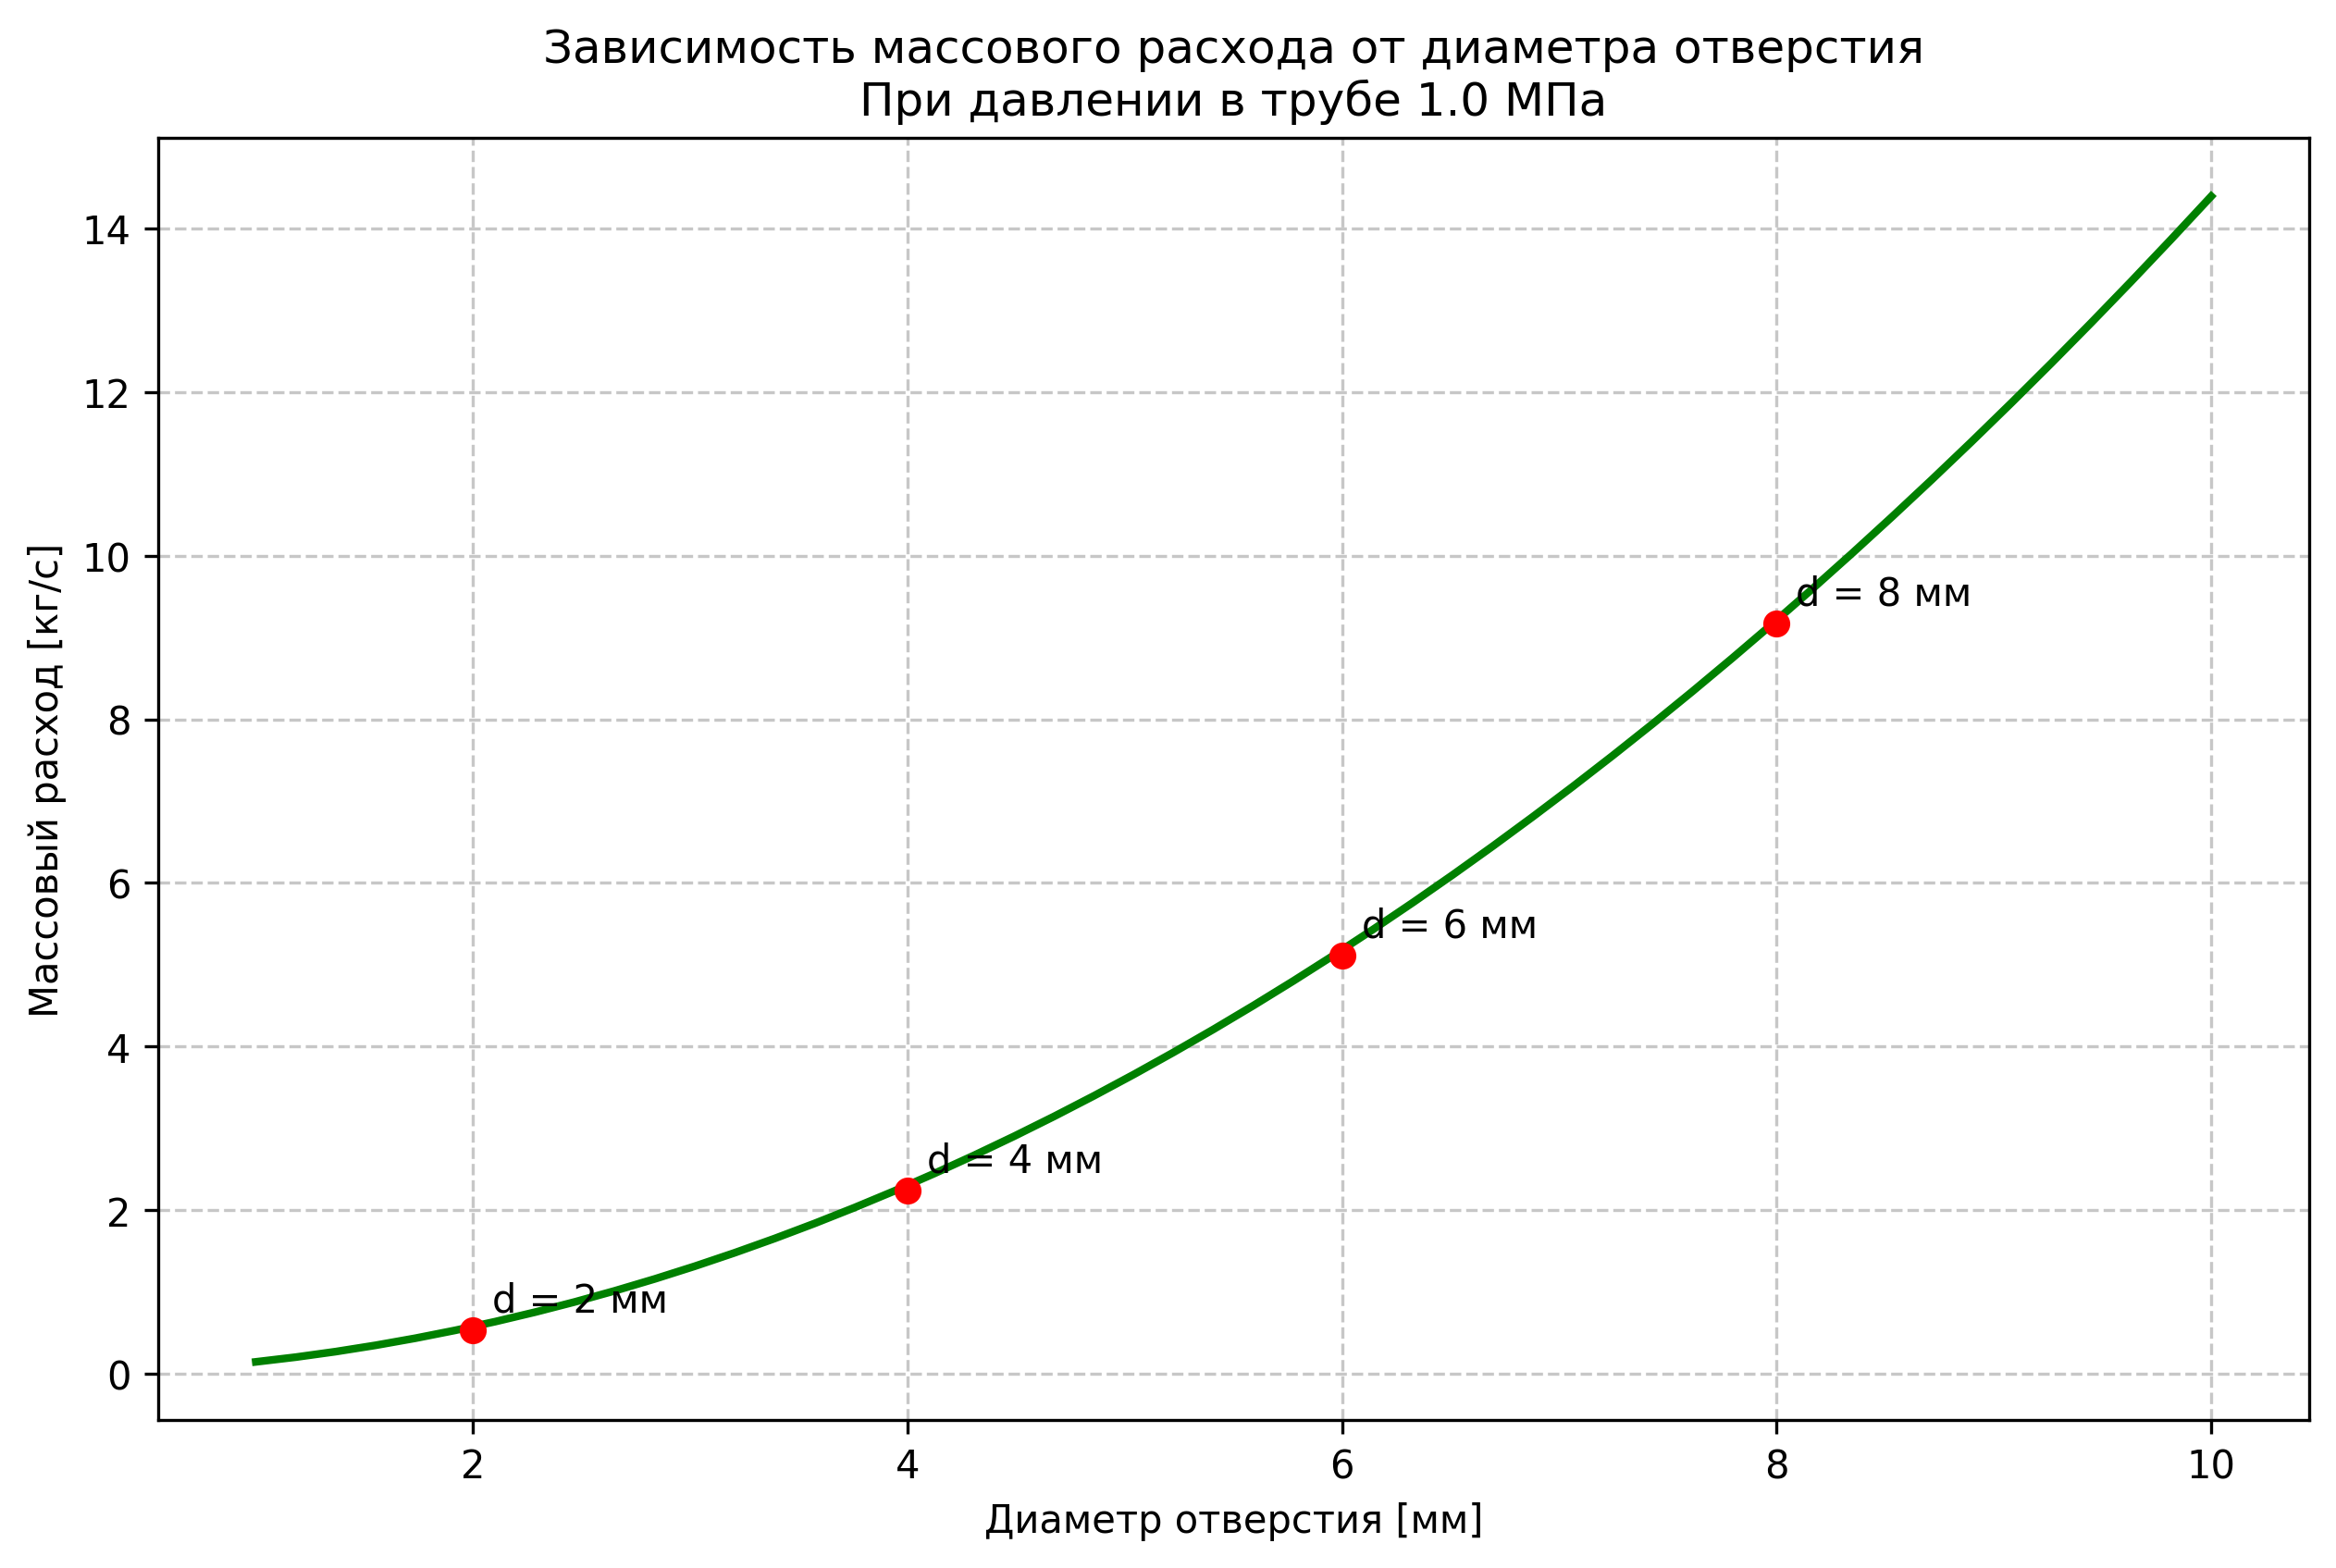 Зависимость массового расхода от диаметра отверстия
При давлении в трубе 1.0 МПа
Массовый расход [кг/с]
14
12
10
8
6
4
2
0
d = 8 мм
d = 6 мм
d = 4 мм
d = 2 мм
2
4
6
8
10
Диаметр отверстия [мм]